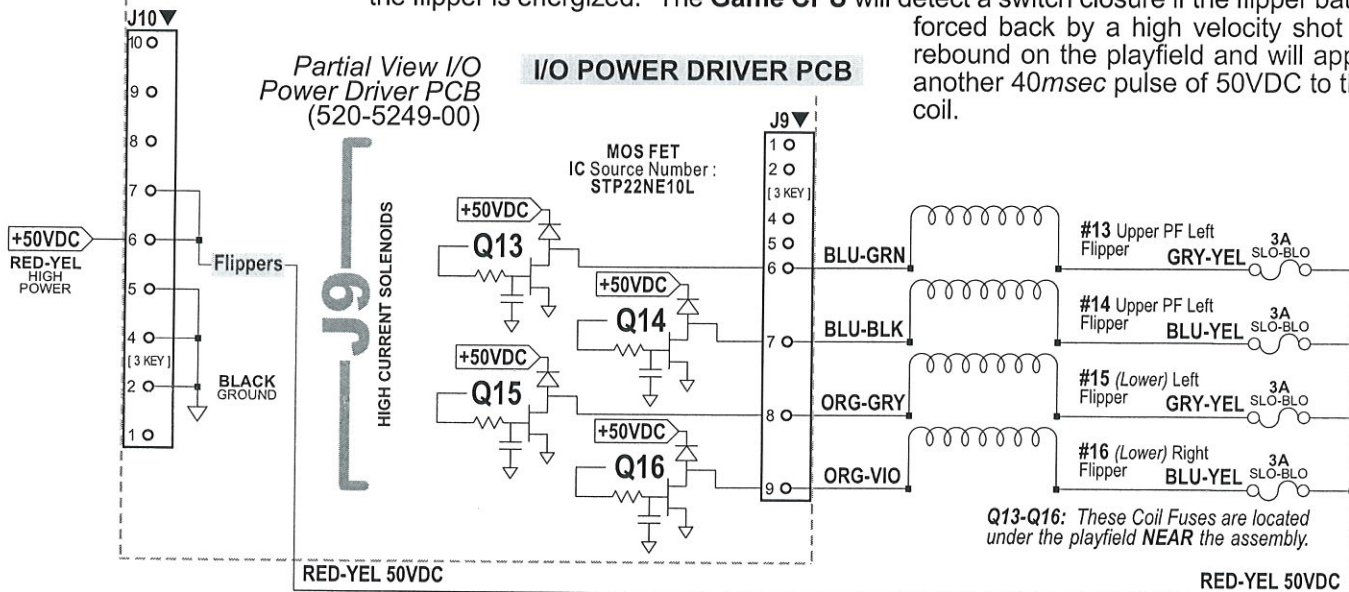 the flipper is energized. The Game CPU will detect a switch closure if the flipper bat
forced back by a high velocity shot
rebound on the playfield and will app
another 40msec pulse of 50VDC to th
coil.
J10▼
10
9
8
7
6
5
4
[ 3 KEY ]
2
1
+50VDC
RED-YEL
HIGH
POWER
Flippers
BLACK
GROUND
Partial View I/O
Power Driver PCB
(520-5249-00)
I/O POWER DRIVER PCB
J9
HIGH CURRENT SOLENOIDS
MOS FET
IC Source Number :
STP22NE10L
+50VDC
Q13
+50VDC
Q14
+50VDC
Q15
+50VDC
Q16
J9▼
1
2
[ 3 KEY ]
4
5
6
7
8
9
BLU-GRN
BLU-BLK
ORG-GRY
ORG-VIO
#13 Upper PF Left
Flipper
GRY-YEL
3A
SLO-BLO
#14 Upper PF Left
Flipper
BLU-YEL
3A
SLO-BLO
#15 (Lower) Left
Flipper
GRY-YEL
3A
SLO-BLO
#16 (Lower) Right
Flipper
BLU-YEL
3A
SLO-BLO
Q13-Q16: These Coil Fuses are located
under the playfield NEAR the assembly.
RED-YEL 50VDC
RED-YEL 50VDC